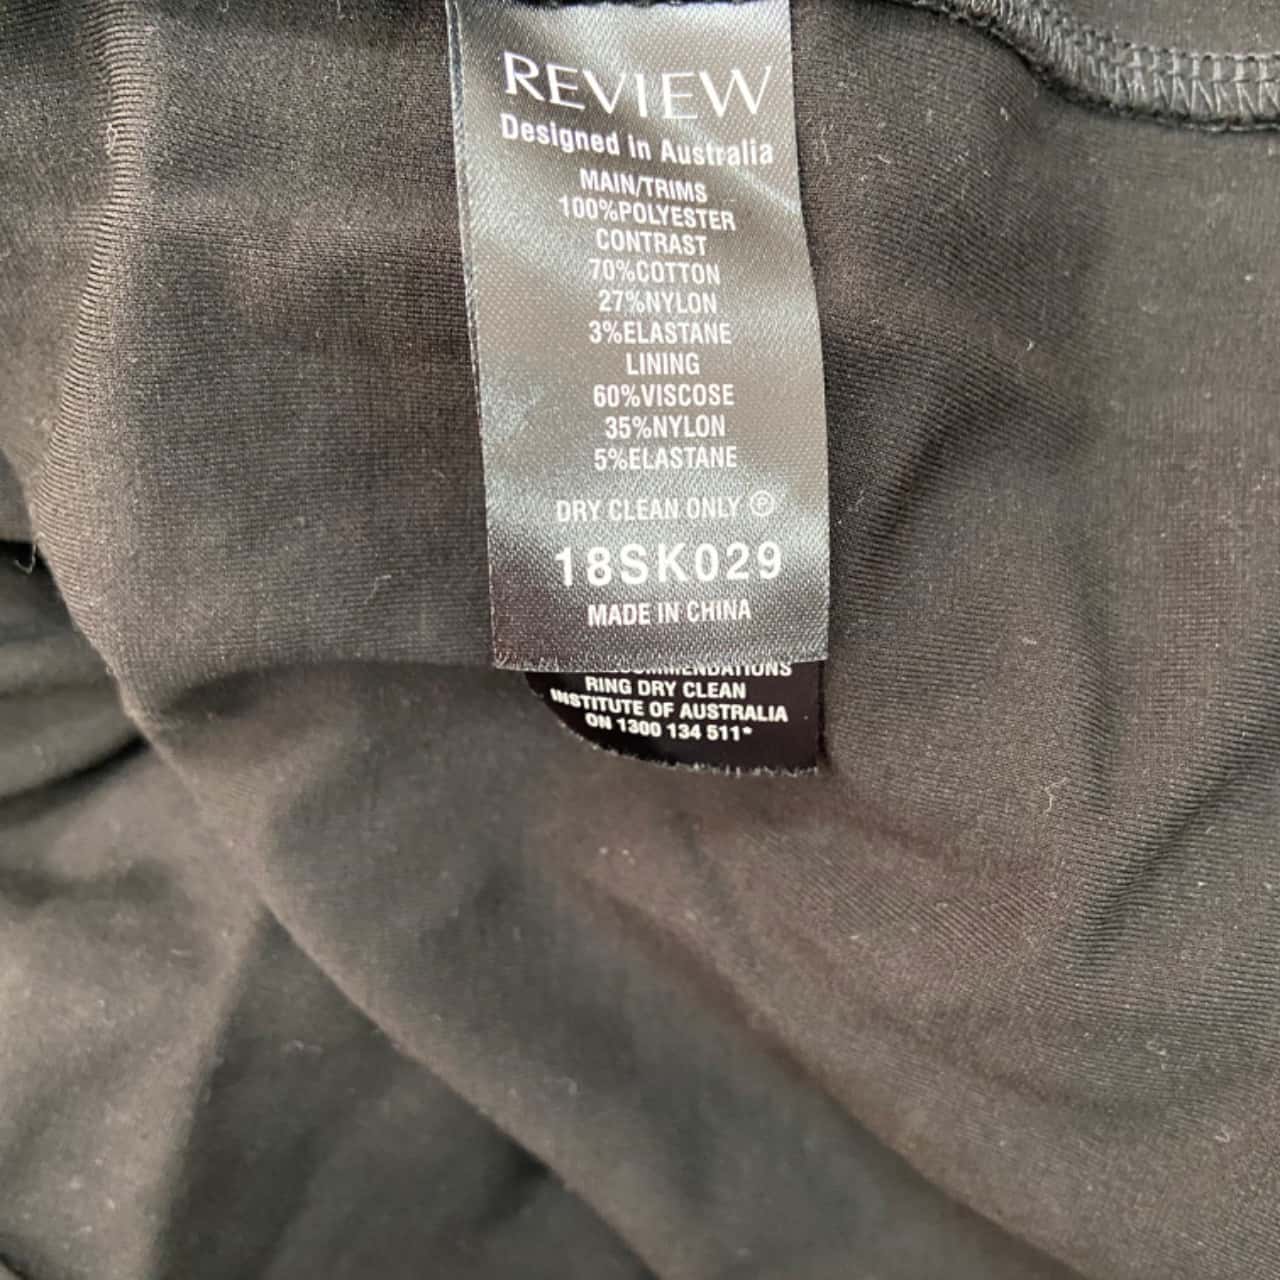 REVIEW
Designed in Australia
MAIN/TRIMS
100%POLYESTER
CONTRAST
70%COTTON
27%NYLON
3%ELASTANE
LINING
60%VISCOSE
35%NYLON
5%ELASTANE
DRY CLEAN ONLY Ⓟ
18SK029
MADE IN CHINA
RING DRY CLEAN
INSTITUTE OF AUSTRALIA
ON 1300 134 511*